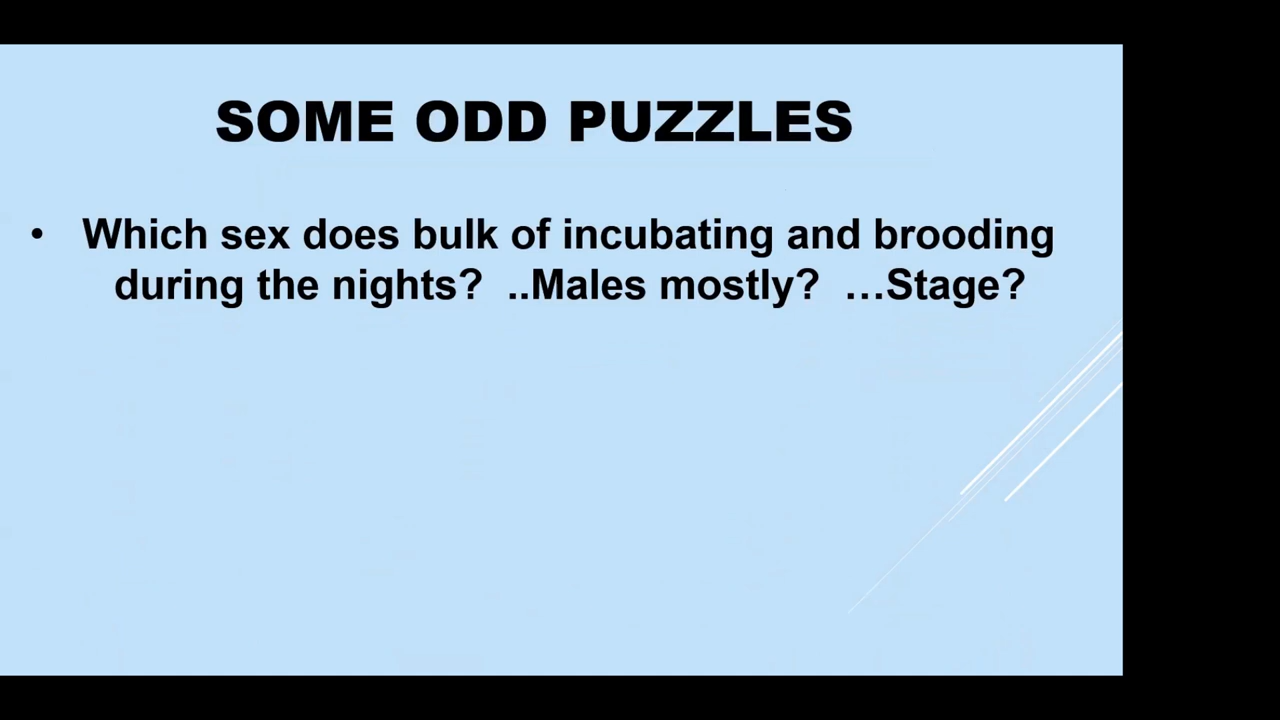 SOME ODD PUZZLES
• Which sex does bulk of incubating and brooding
during the nights? ..Males mostly? …Stage?